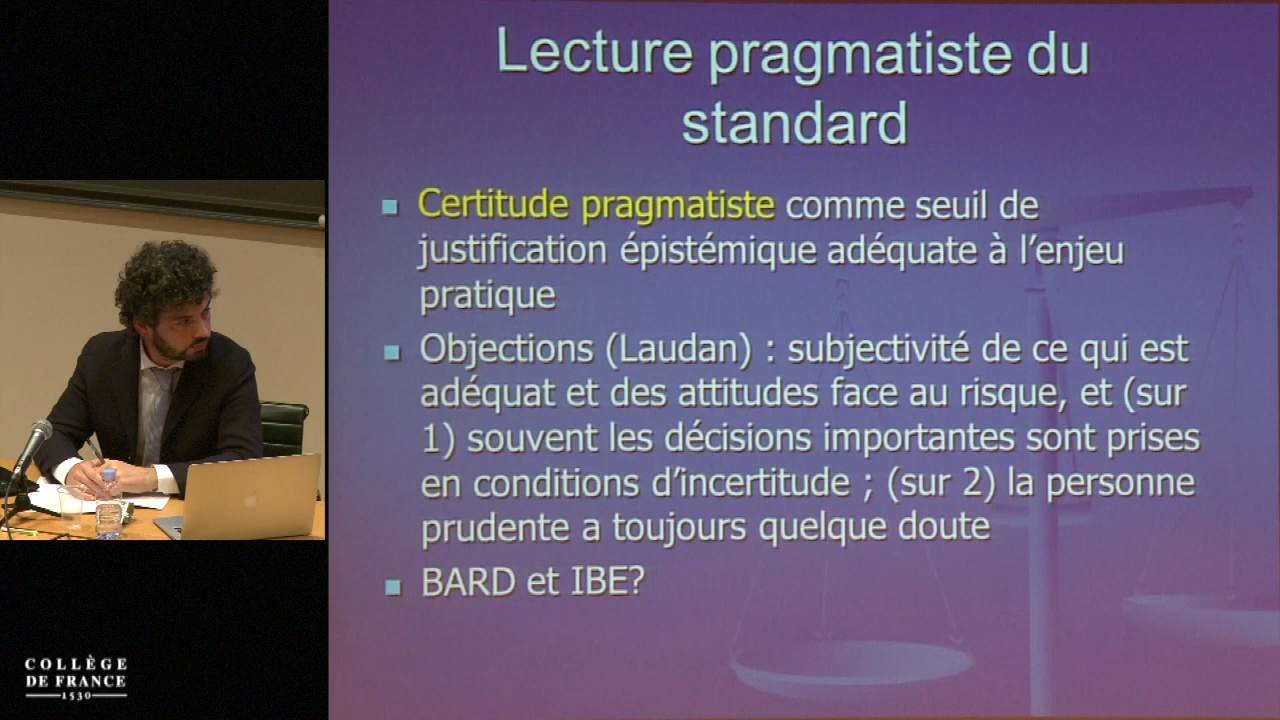 Lecture pragmatiste du
standard
Certitude pragmatiste comme seuil de
justification épistémique adéquate à l'enjeu
pratique
Objections (Laudan) : subjectivité de ce qui est
adéquat et des attitudes face au risque, et (sur
1) souvent les décisions importantes sont prises
en conditions d'incertitude ; (sur 2) la personne
prudente a toujours quelque doute
BARD et IBE?
COLLÈGE
DE FRANCE
1530